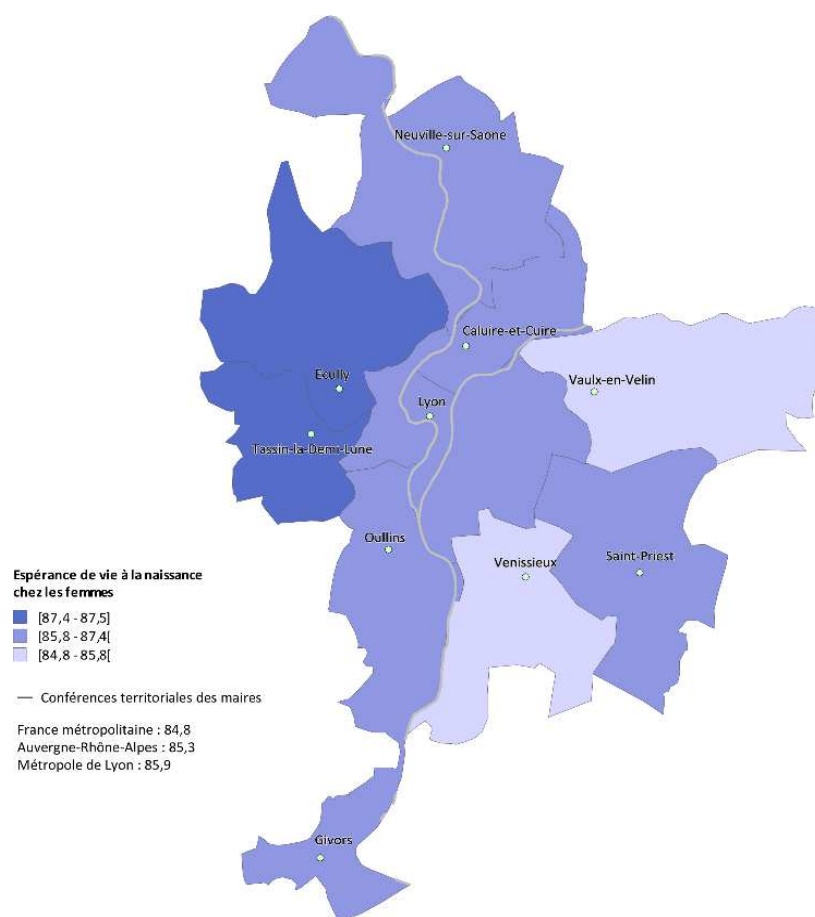 Neuville-sur-Saone
Caluire-et-Cuire
Ecully
Vaulx-en-Velin
Lyon
Tassin-la-Demi-Lune
Oullins
Venissieux
Saint-Priest
Espérance de vie à la naissance
chez les femmes
[87,4 - 87,5]
[85,8 - 87,4[
[84,8 - 85,8[
Conférences territoriales des maires
France métropolitaine : 84,8
Auvergne-Rhône-Alpes : 85,3
Métropole de Lyon : 85,9
Givors